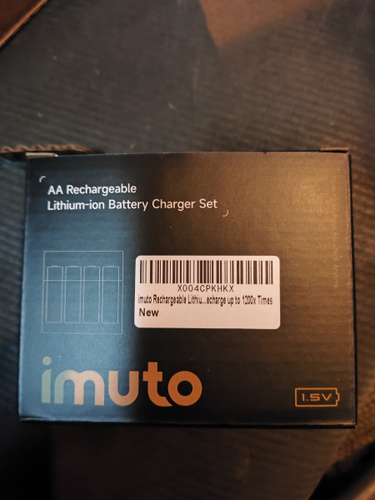 AA Rechargeable
Lithium-ion Battery Charger Set
X004CPKHKX
imuto Rechargeable Lithiu...echarge up to 1200x Times
New
imuto
1.5V